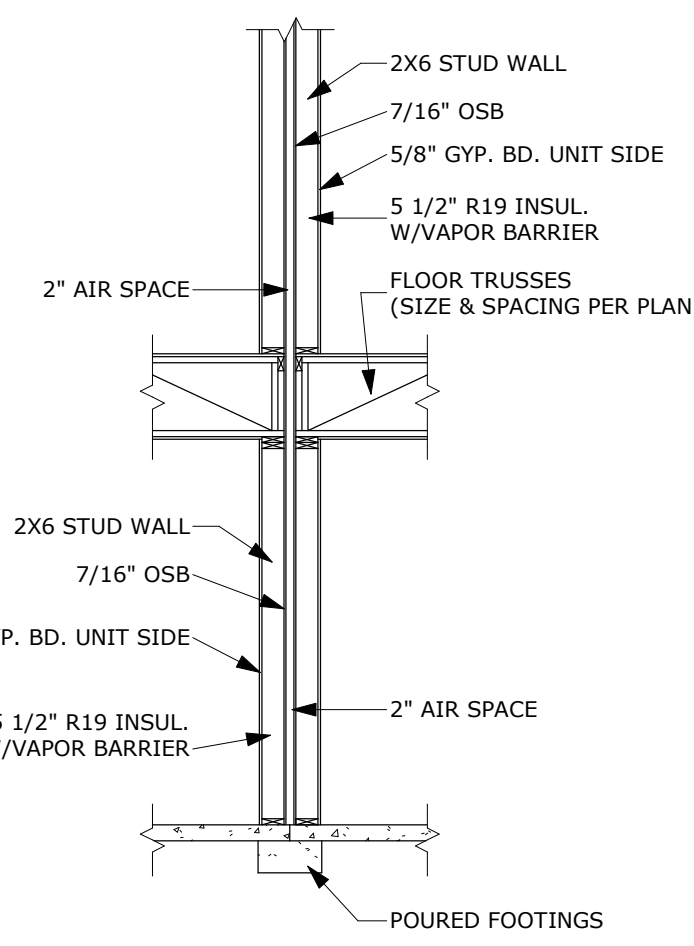 2X6 STUD WALL
7/16" OSB
5/8" GYP. BD. UNIT SIDE
5 1/2" R19 INSUL.
W/VAPOR BARRIER
2" AIR SPACE
FLOOR TRUSSES
(SIZE & SPACING PER PLAN
2X6 STUD WALL
7/16" OSB
BD. UNIT SIDE
1/2" R19 INSUL.
/VAPOR BARRIER
2" AIR SPACE
POURED FOOTINGS